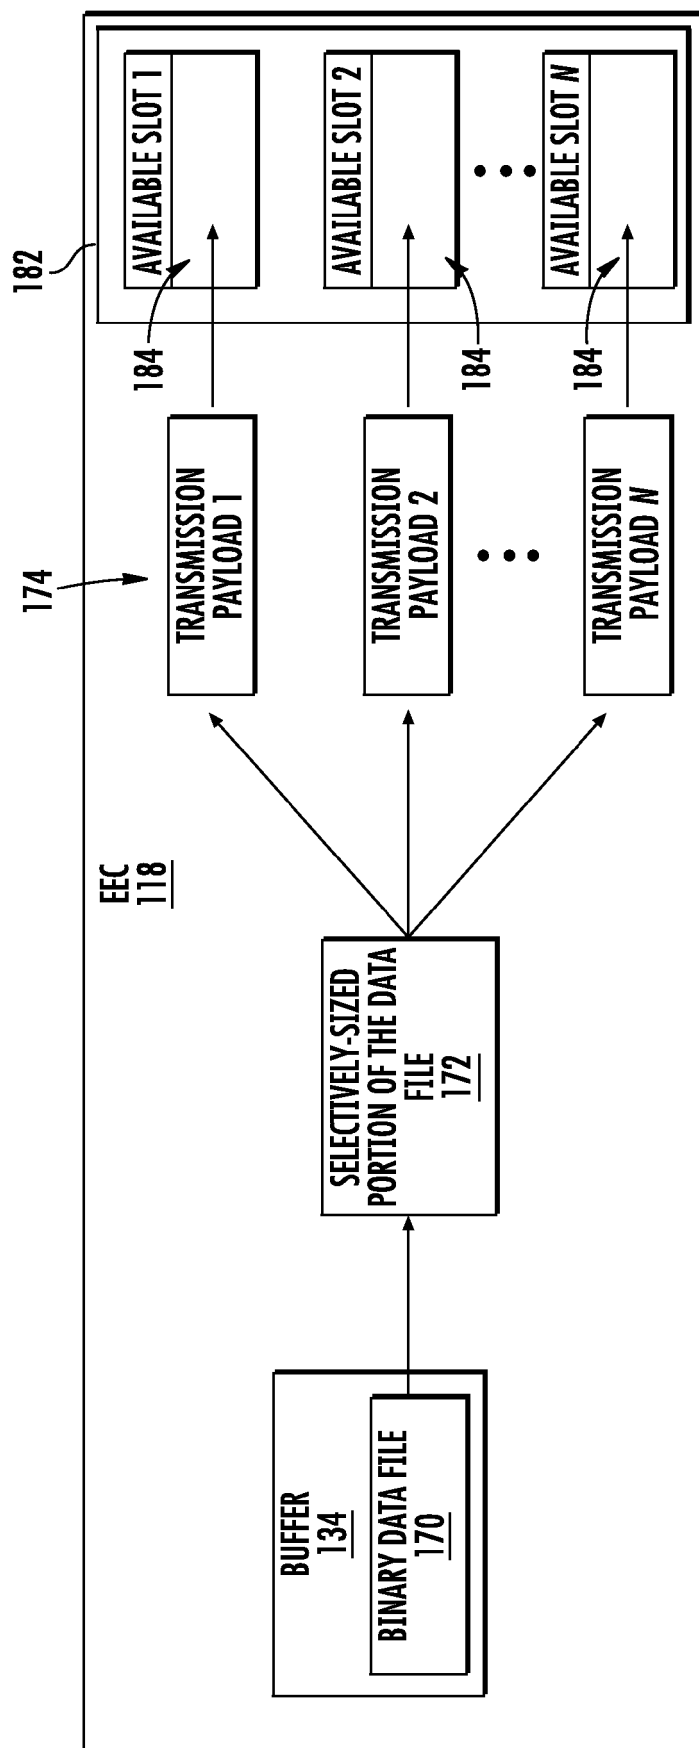 EEC
118
BUFFER
134
BINARY DATA FILE
170
SELECTIVELY-SIZED
PORTION OF THE DATA
FILE
172
174
TRANSMISSION
PAYLOAD 1
TRANSMISSION
PAYLOAD 2
TRANSMISSION
PAYLOAD N
182
AVAILABLE SLOT 1
184
AVAILABLE SLOT 2
184
AVAILABLE SLOT N
184